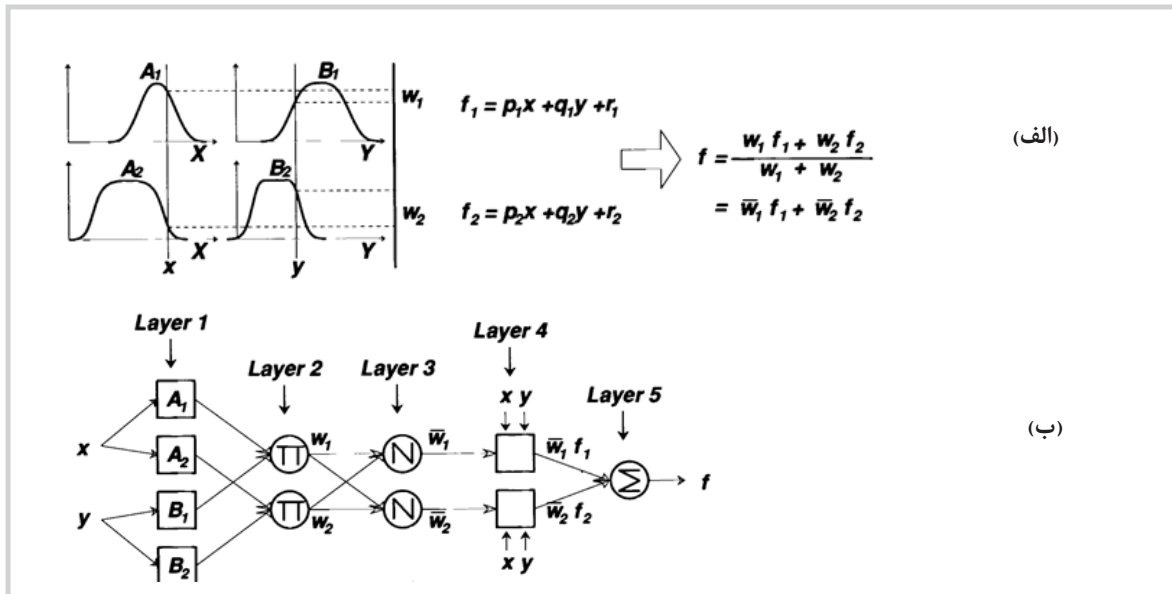 A₁ B₁
w₁
f₁ = p₁x +q₁y +r₁
X Y
(الف)
f = (w₁ f₁ + w₂ f₂) / (w₁ + w₂)
= w̅₁ f₁ + w̅₂ f₂
A₂ B₂
w₂
f₂ = p₂x +q₂y +r₂
X Y
x y
Layer 1
Layer 2
Layer 3
Layer 4
Layer 5
x y
A₁
A₂
B₁
B₂
x
y
Π w₁ N w̅₁ w̅₁ f₁
Π w₂ N w̅₂ w̅₂ f₂
Σ f
x y
(ب)